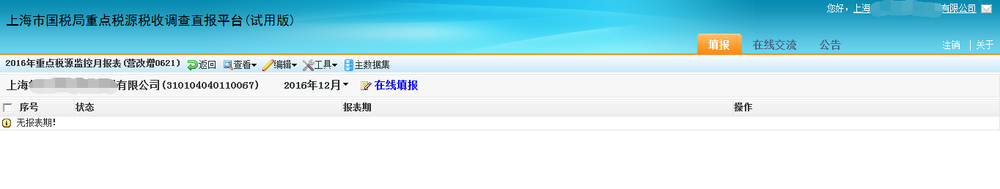 您好，上海 有限公司
上海市国税局重点税源税收调查直报平台(试用版)
填报 在线交流 公告 注销 | 关于
2016年重点税源监控月报表(营改增0621) 返回 查看 编辑 工具 主数据集
上海 有限公司(310104040110067) 2016年12月 在线填报
序号 状态 报表期 操作
无报表期!